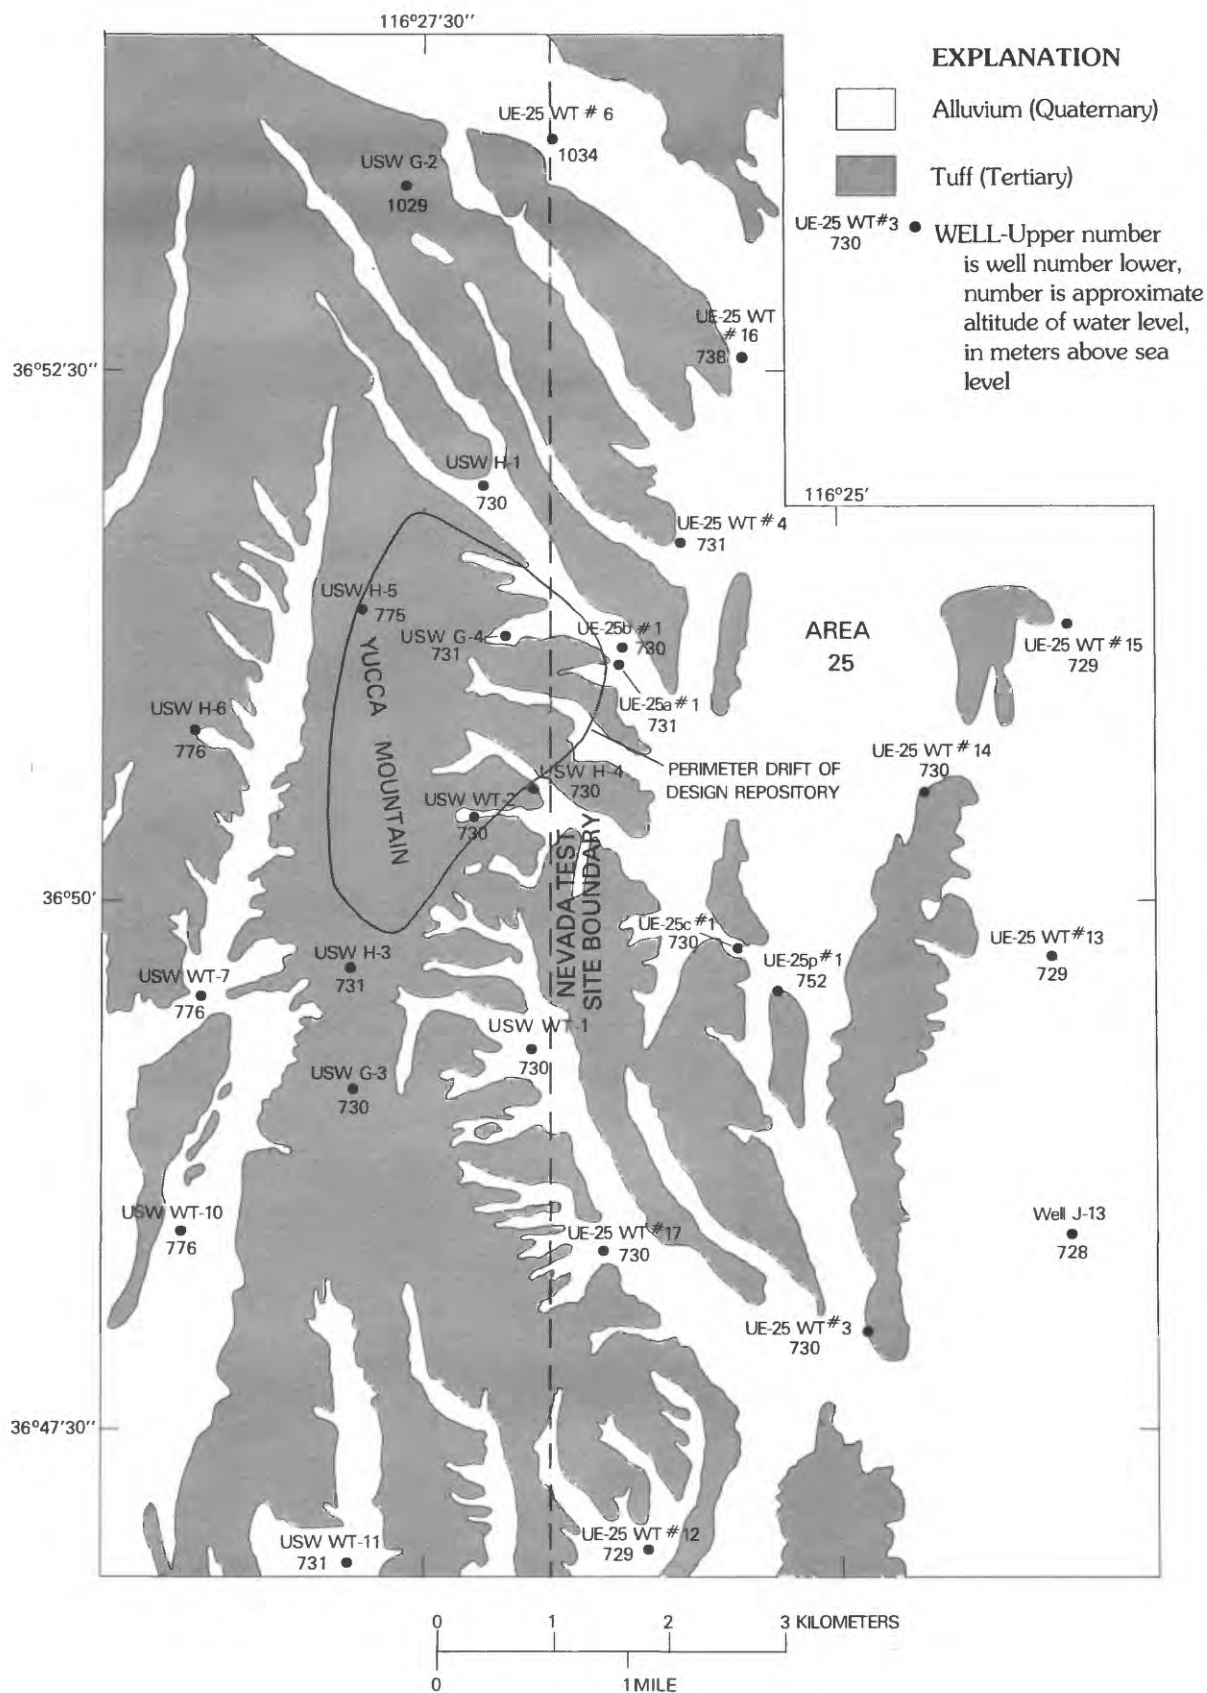 116°27'30''
EXPLANATION
Alluvium (Quaternary)
Tuff (Tertiary)
UE-25 WT#3
730
WELL-Upper number
is well number lower,
number is approximate
altitude of water level,
in meters above sea
level
UE-25 WT # 6
1034
USW G-2
1029
UE-25 WT
# 16
738
36°52'30''
USW H-1
730
116°25'
UE-25 WT # 4
731
USW H-5
775
USW G-4
731
UE-25b # 1
730
AREA
25
UE-25 WT # 15
729
UE-25a # 1
731
YUCCA MOUNTAIN
USW H-6
776
UE-25 WT # 14
730
PERIMETER DRIFT OF
DESIGN REPOSITORY
USW H-4
730
USW WT-2
730
NEVADA TEST
SITE BOUNDARY
36°50'
UE-25c #1
730
UE-25p#1
752
UE-25 WT#13
729
USW H-3
731
USW WT-7
776
USW WT-1
730
USW G-3
730
USW WT-10
776
UE-25 WT #17
730
Well J-13
728
UE-25 WT#3
730
36°47'30''
USW WT-11
731
UE-25 WT # 12
729
0 1 2 3 KILOMETERS
0 1 MILE